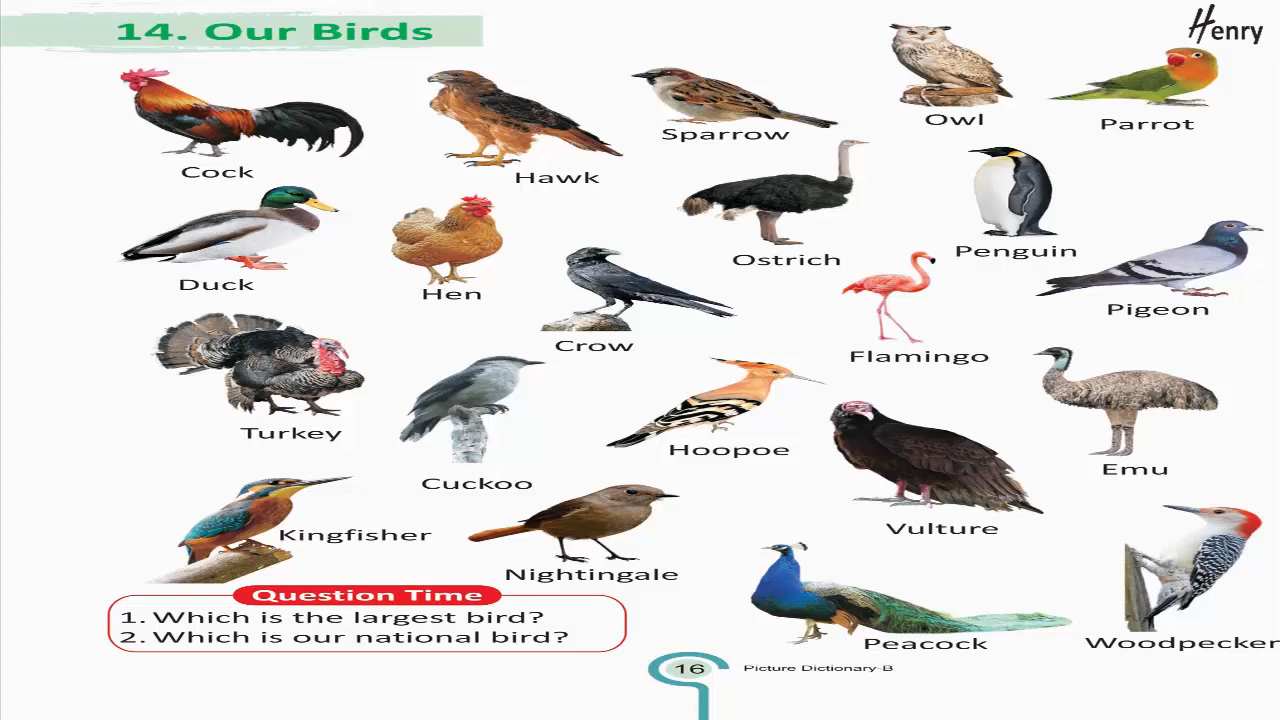 14. Our Birds
Henry
Cock
Hawk
Sparrow
Owl
Parrot
Duck
Hen
Ostrich
Penguin
Pigeon
Crow
Flamingo
Turkey
Cuckoo
Hoopoe
Emu
Vulture
Kingfisher
Nightingale
Peacock
Woodpecker
Question Time
1. Which is the largest bird?
2. Which is our national bird?
16
Picture Dictionary-B